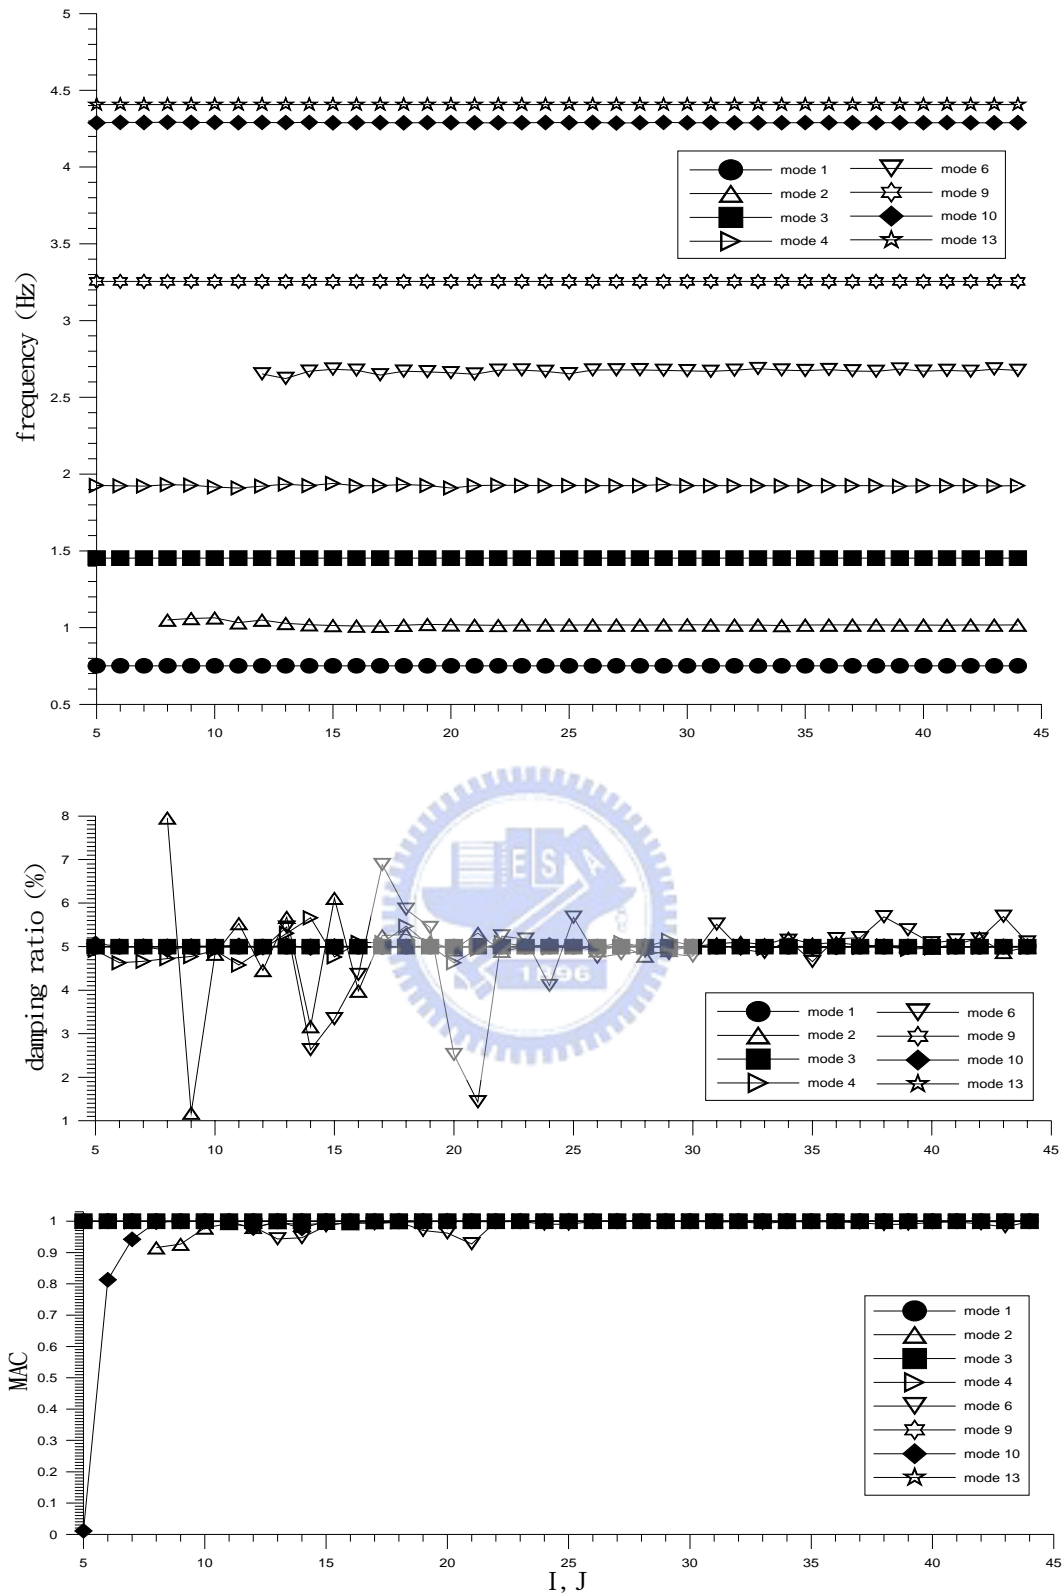 5
4.5
4
3.5
3
2.5
2
1.5
1
0.5
frequency (Hz)
mode 1
mode 2
mode 3
mode 4
mode 6
mode 9
mode 10
mode 13
5 10 15 20 25 30 35 40 45
8
7
6
5
4
3
2
1
damping ratio (%)
E S A
1896
mode 1
mode 2
mode 3
mode 4
mode 6
mode 9
mode 10
mode 13
5 10 15 20 25 30 35 40 45
1
0.9
0.8
0.7
0.6
0.5
0.4
0.3
0.2
0.1
0
MAC
mode 1
mode 2
mode 3
mode 4
mode 6
mode 9
mode 10
mode 13
5 10 15 20 25 30 35 40 45
I, J